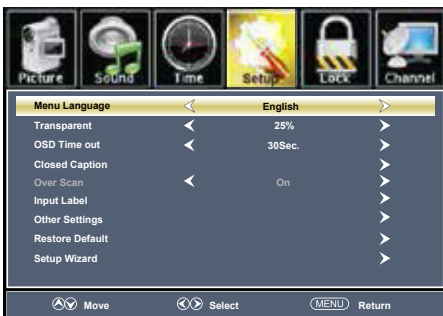 Picture Sound Time Setup Lock Channel
Menu Language English
Transparent 25%
OSD Time out 30Sec.
Closed Caption
Over Scan On
Input Label
Other Settings
Restore Default
Setup Wizard
Move Select MENU Return